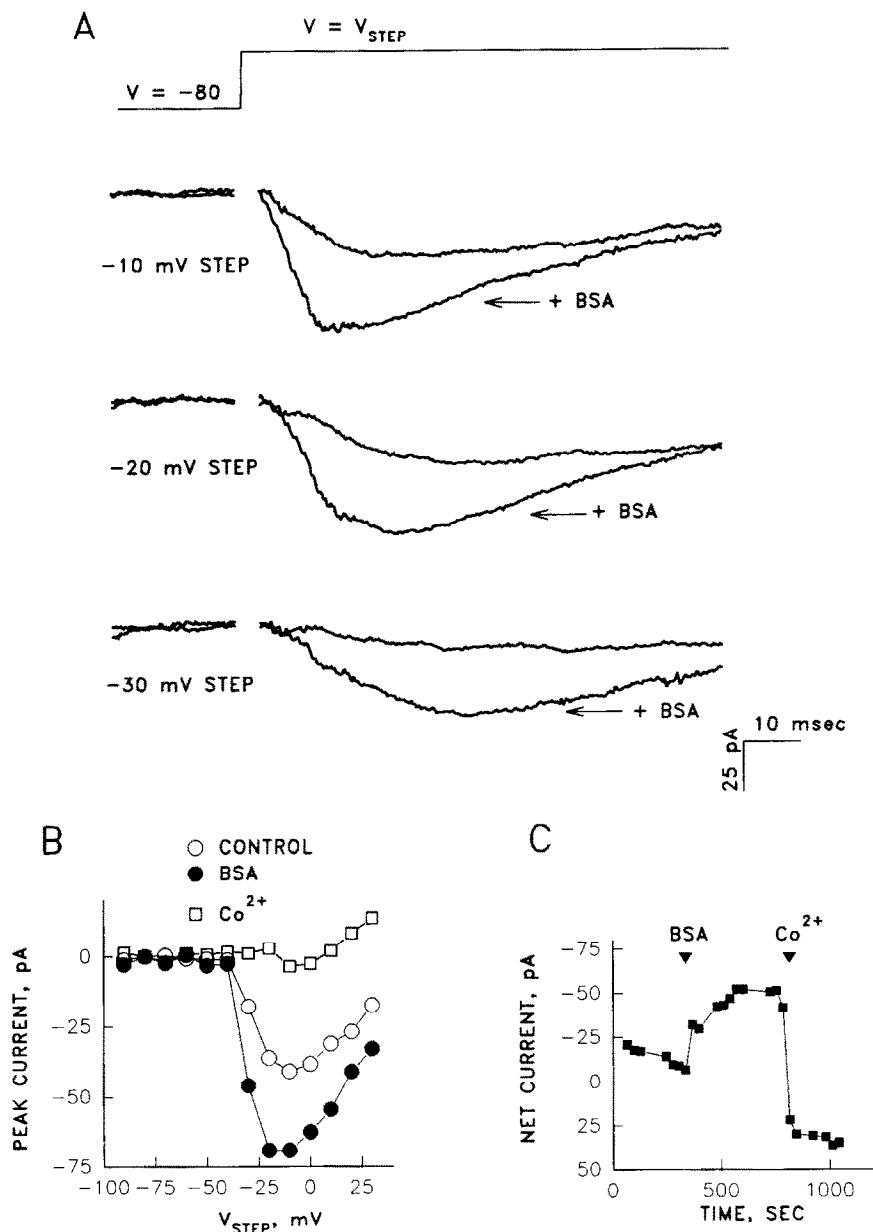 A
V = V_STEP
V = -80
-10 mV STEP
+ BSA
-20 mV STEP
+ BSA
-30 mV STEP
+ BSA
10 msec
25 pA
B
CONTROL
BSA
Co²⁺
PEAK CURRENT, pA
0
-25
-50
-75
-100 -75 -50 -25 0 25
V_STEP, mV
C
BSA
Co²⁺
NET CURRENT, pA
-75
-50
-25
0
25
50
0 500 1000
TIME, SEC